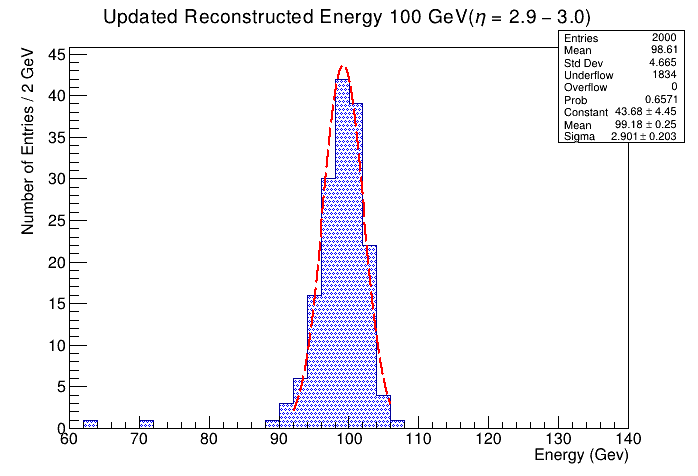 Updated Reconstructed Energy 100 GeV(η = 2.9 – 3.0)
Entries 2000
Mean 98.61
Std Dev 4.665
Underflow 1834
Overflow 0
Prob 0.6571
Constant 43.68 ± 4.45
Mean 99.18 ± 0.25
Sigma 2.901 ± 0.203
Number of Entries / 2 GeV
45
40
35
30
25
20
15
10
5
0
60 70 80 90 100 110 120 130 140
Energy (Gev)